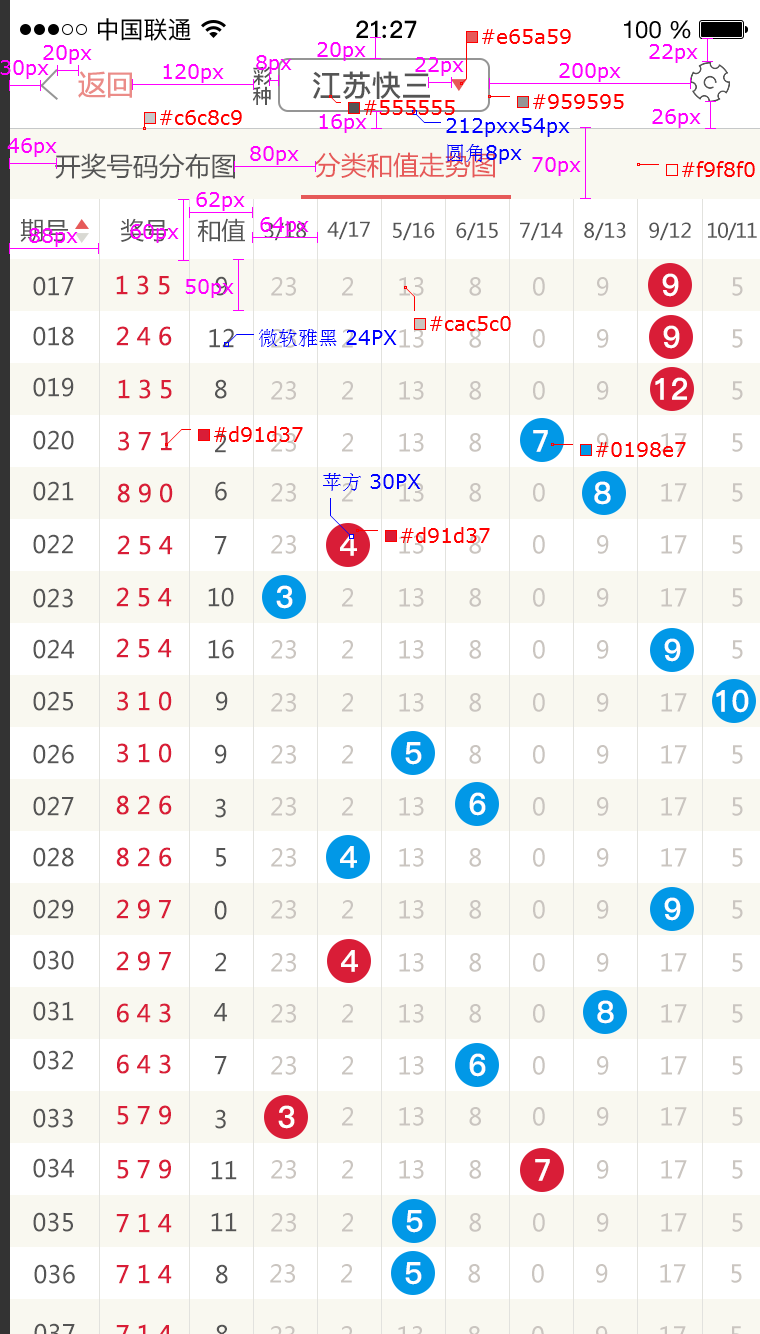 中国联通 21:27 100 %
#e65a59
20px 20px 22px
30px 返回 120px 8px 彩种 江苏快三 22px 200px
#c6c8c9 #555555 #959595
16px 212pxx54px 26px
圆角8px
46px 开奖号码分布图 80px 分类和值走势图 70px #f9f8f0
62px
期号 奖号 和值 3/18 4/17 5/16 6/15 7/14 8/13 9/12 10/11
88px 60px 64px
017 1 3 5 9 23 2 13 8 0 9 9 5
50px
#cac5c0
018 2 4 6 12 23 2 13 8 0 9 9 5
微软雅黑 24PX
019 1 3 5 8 23 2 13 8 0 9 12 5
020 3 7 1 2 23 2 13 8 7 9 17 5
#d91d37 #0198e7
021 8 9 0 6 23 2 13 8 0 8 17 5
苹方 30PX
022 2 5 4 7 23 4 13 8 0 9 17 5
#d91d37
023 2 5 4 10 3 2 13 8 0 9 17 5
024 2 5 4 16 23 2 13 8 0 9 9 5
025 3 1 0 9 23 2 13 8 0 9 17 10
026 3 1 0 9 23 2 5 8 0 9 17 5
027 8 2 6 3 23 2 13 6 0 9 17 5
028 8 2 6 5 23 4 13 8 0 9 17 5
029 2 9 7 0 23 2 13 8 0 9 9 5
030 2 9 7 2 23 4 13 8 0 9 17 5
031 6 4 3 4 23 2 13 8 0 8 17 5
032 6 4 3 7 23 2 13 6 0 9 17 5
033 5 7 9 3 3 2 13 8 0 9 17 5
034 5 7 9 11 23 2 13 8 7 9 17 5
035 7 1 4 11 23 2 5 8 0 9 17 5
036 7 1 4 8 23 2 5 8 0 9 17 5
037 7 1 4 8 23 2 13 8 0 9 17 5